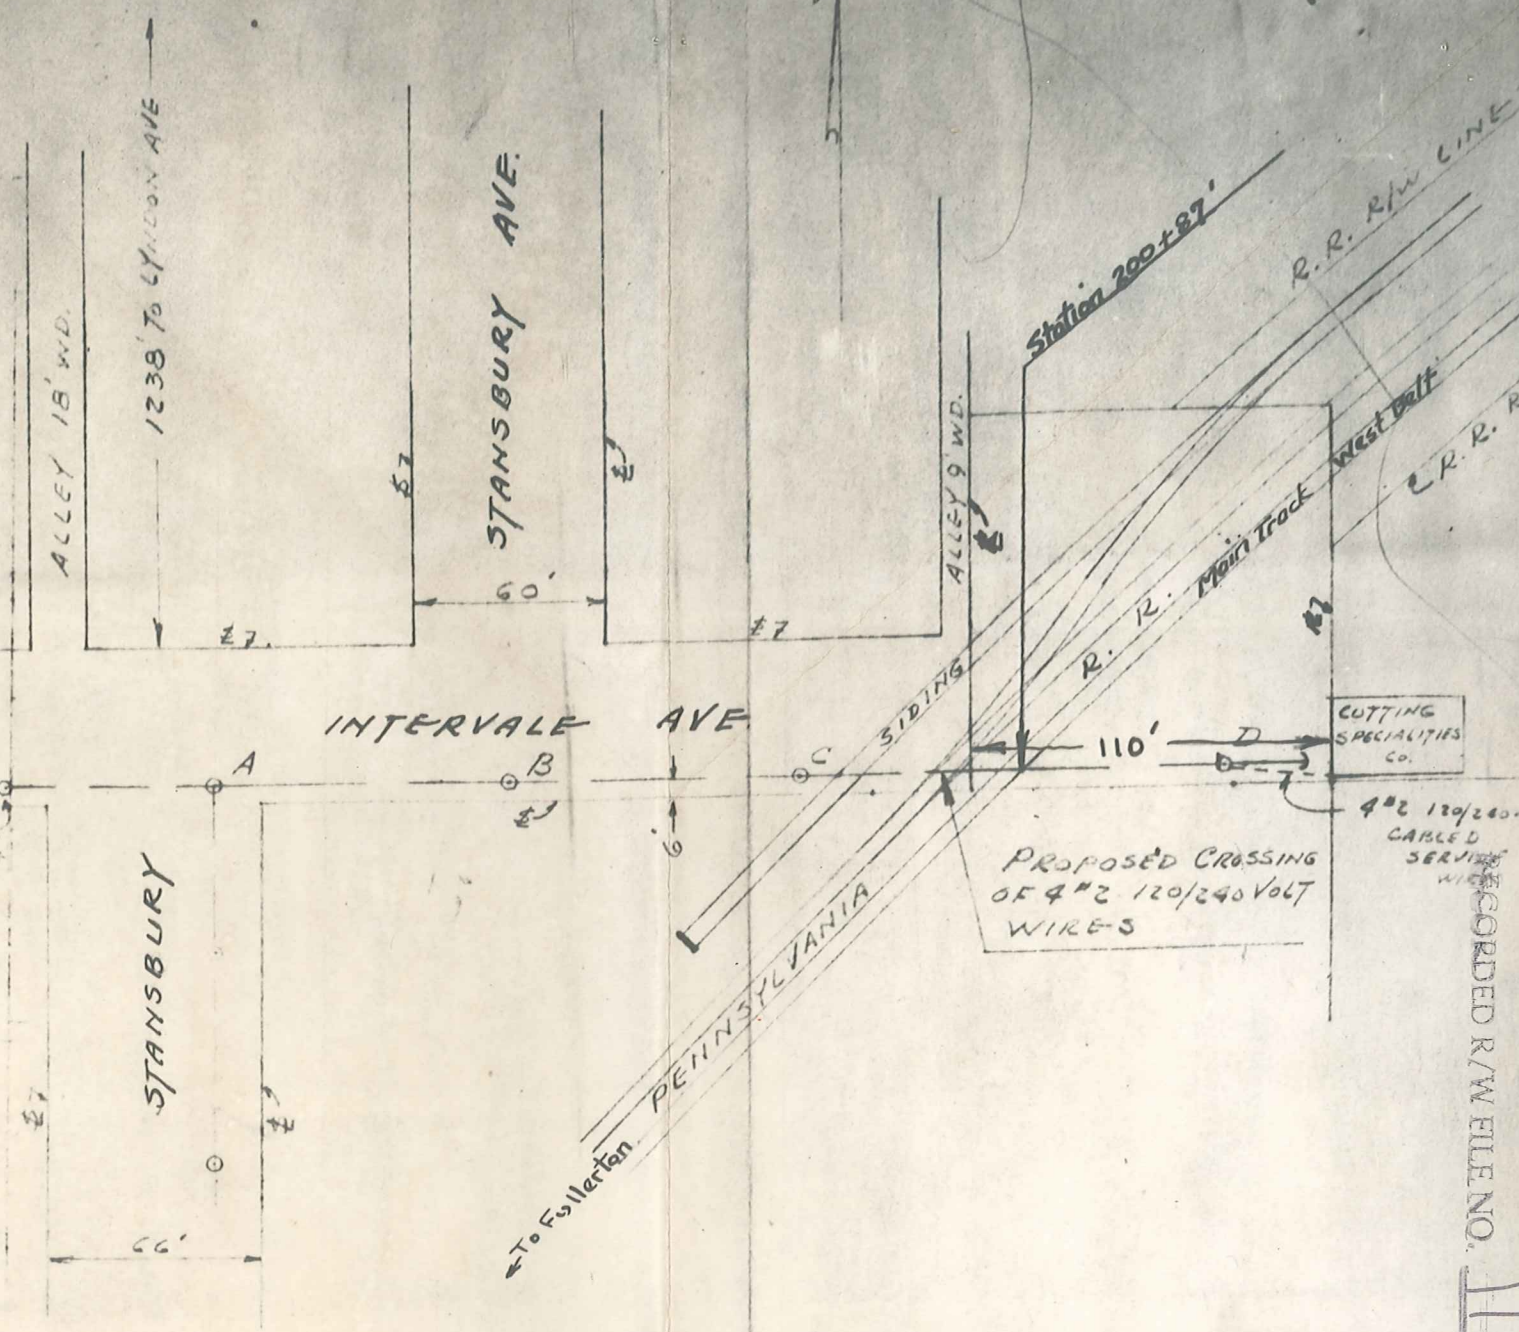 ALLEY 18' WD.
1238' TO LYNDON AVE
STANSBURY AVE.
60'
ALLEY 9' WD.
Station 200+87'
R.R. R/W LINE
West Belt
Main Track
R. R.
R. R.
INTERVALE AVE
SIDING
A
B
C
D
110'
6'
CUTTING
SPECIALITIES
CO.
4 #2 120/240
CABLED
SERVICE
PROPOSED CROSSING
OF 4 #2 120/240 VOLT
WIRES
PENNSYLVANIA
STANSBURY
66'
To Fullerton
RECORDED R/W FILE NO.